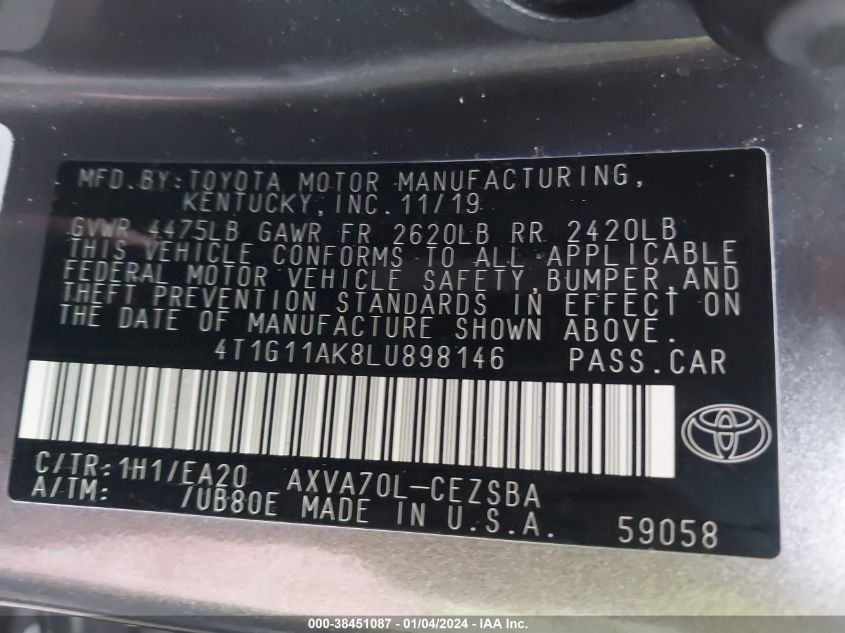 MFD.BY:TOYOTA MOTOR MANUFACTURING,
KENTUCKY,INC. 11/19
GVWR 4475LB GAWR FR 2620LB RR 2420LB
THIS VEHICLE CONFORMS TO ALL APPLICABLE
FEDERAL MOTOR VEHICLE SAFETY,BUMPER,AND
THEFT PREVENTION STANDARDS IN EFFECT ON
THE DATE OF MANUFACTURE SHOWN ABOVE.
4T1G11AK8LU898146 PASS.CAR
C/TR:1H1/EA20 AXVA70L-CEZSBA
A/TM: /UB80E MADE IN U.S.A. 59058
000-38451087 - 01/04/2024 - IAA Inc.